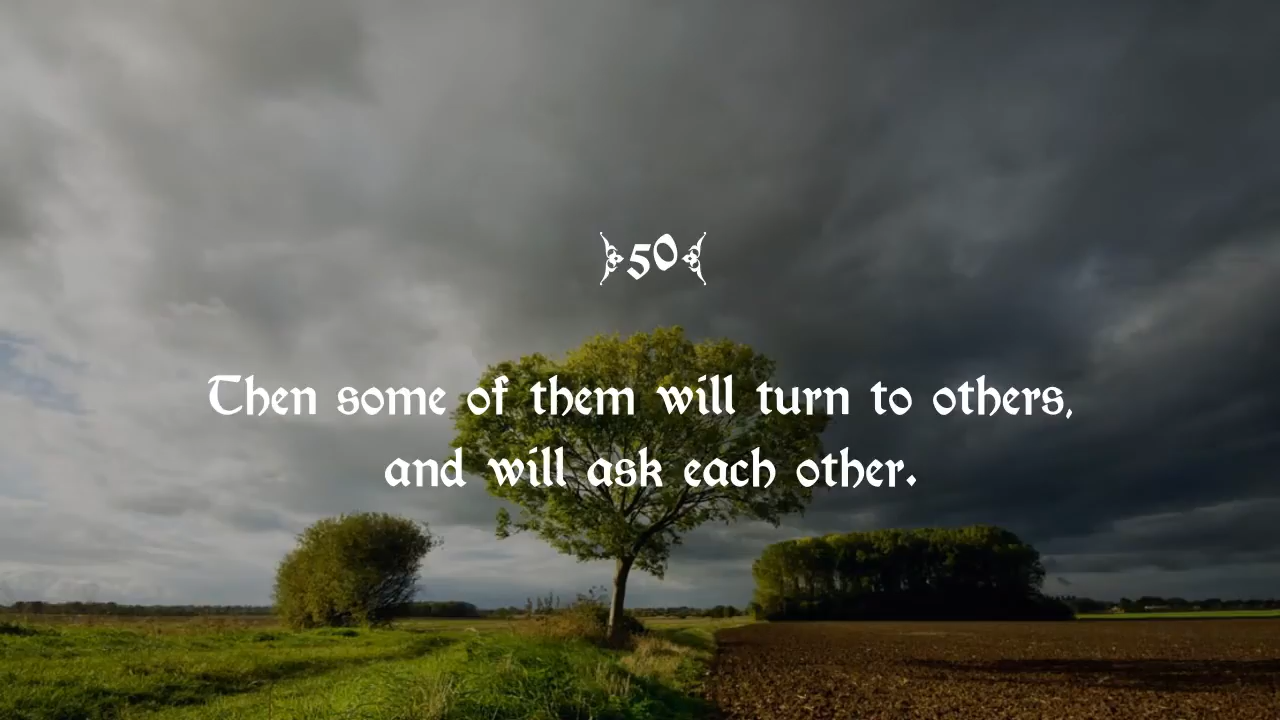 50
Then some of them will turn to others,
and will ask each other.